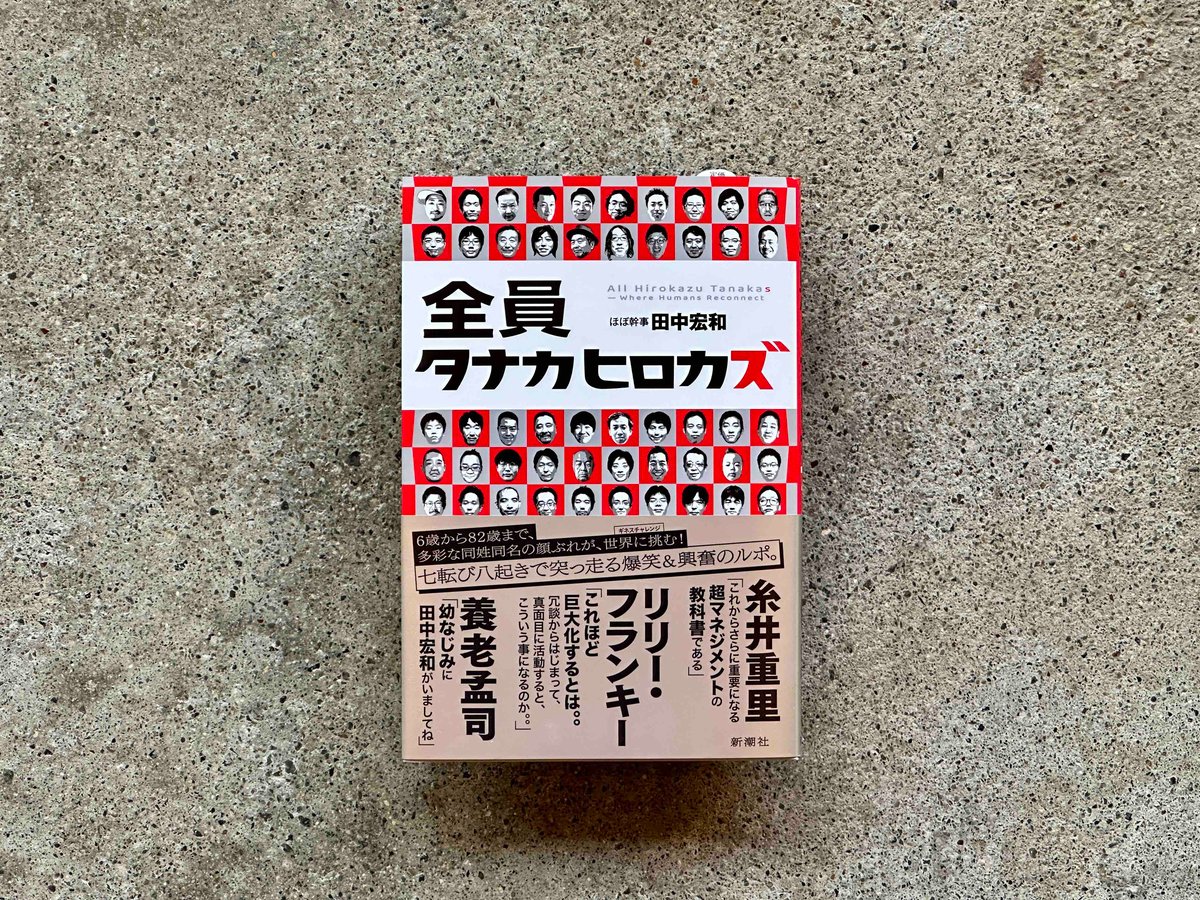 定価
全員
タナカヒロカズ
All Hirokazu Tanakas
—Where Humans Reconnect
ほぼ幹事 田中宏和
6歳から82歳まで、
多彩な同姓同名の顔ぶれが、世界に挑む!
ギネスチャレンジ
七転び八起きで突っ走る爆笑&興奮のルポ。
糸井重里
「これからさらに重要になる
超マネジメントの
教科書である」
リリー・
フランキー
「これほど
巨大化するとは。。
冗談からはじまって、
真面目に活動すると、
こういう事になるのか。。」
養老孟司
「幼なじみに
田中宏和がいましてね」
新潮社